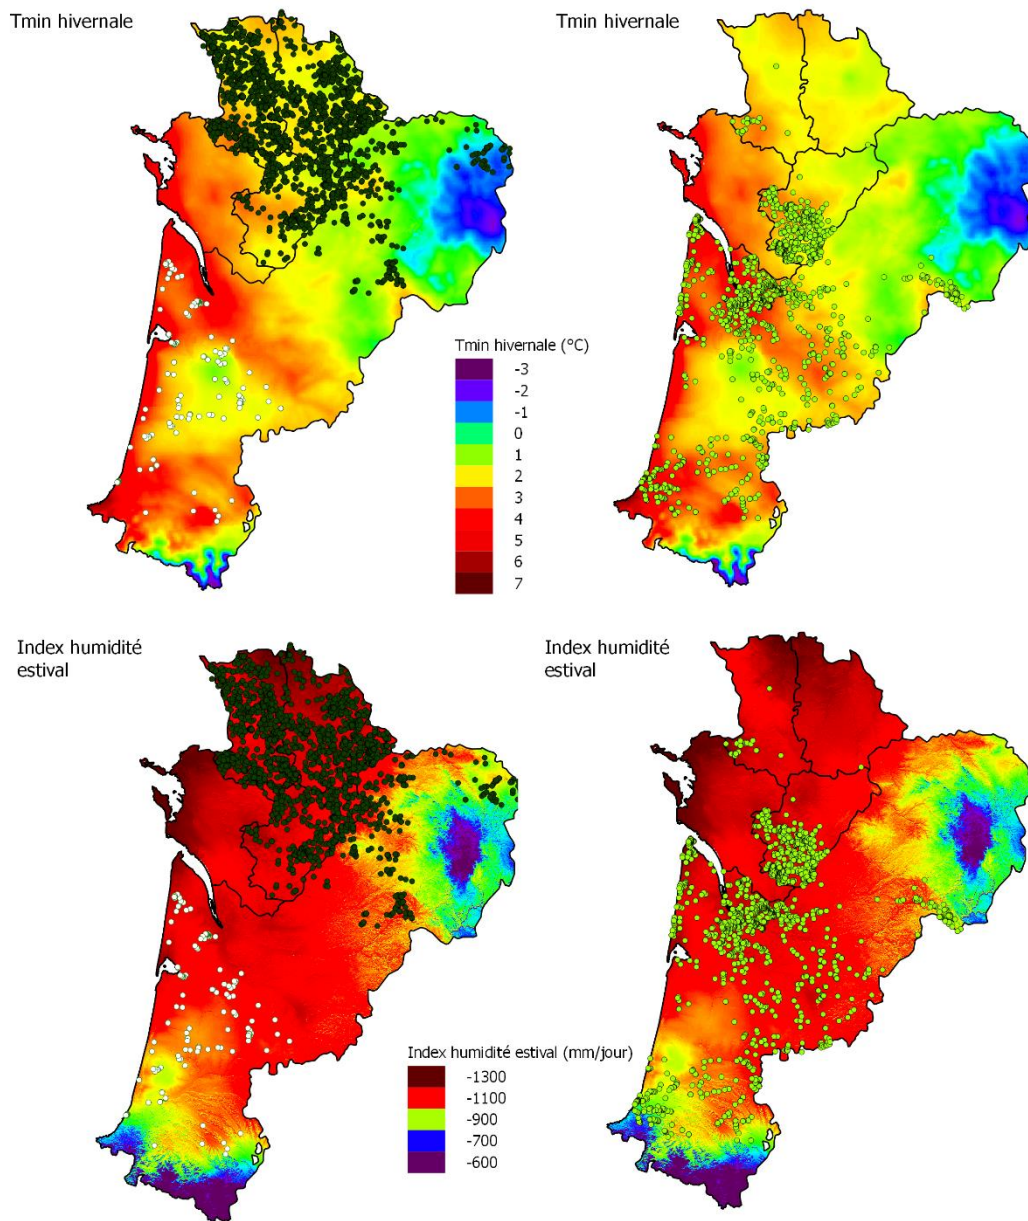 Tmin hivernale
Tmin hivernale
Tmin hivernale (°C)
-3
-2
-1
0
1
2
3
4
5
6
7
Index humidité
estival
Index humidité
estival
Index humidité estival (mm/jour)
-1300
-1100
-900
-700
-600